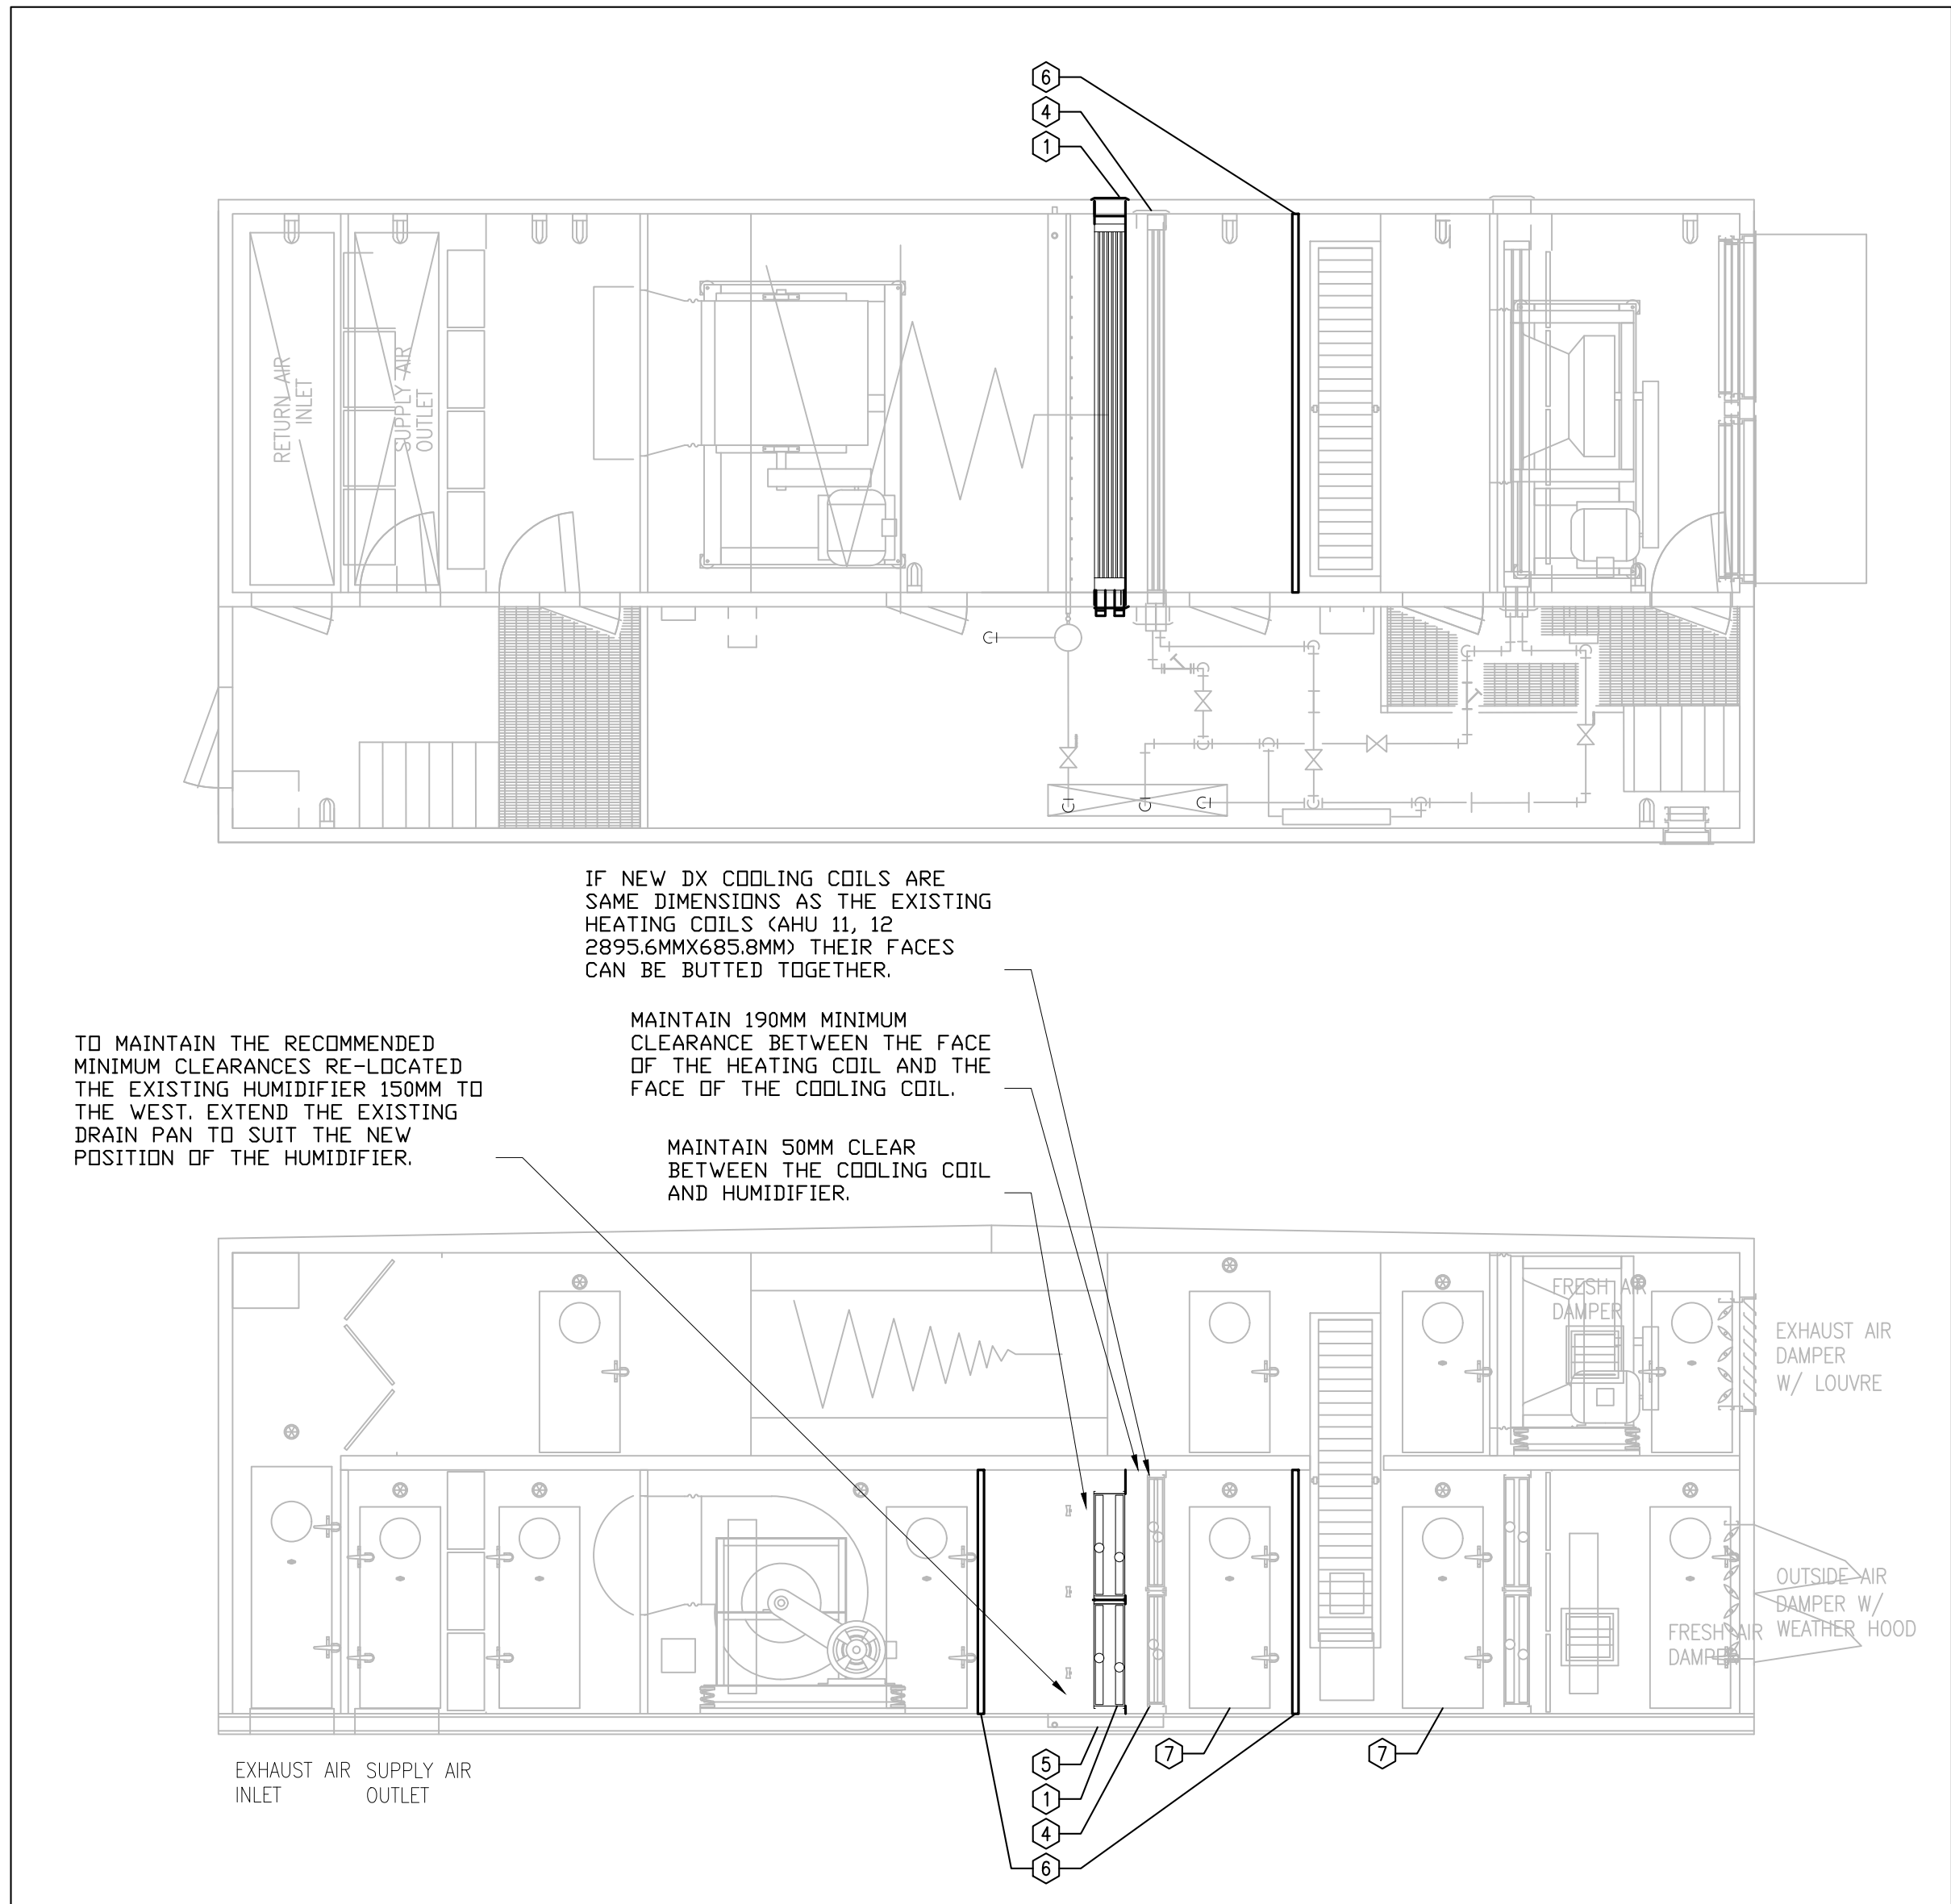 6
4
1
RETURN AIR
INLET
SUPPLY AIR
OUTLET
IF NEW DX COOLING COILS ARE
SAME DIMENSIONS AS THE EXISTING
HEATING COILS (AHU 11, 12
2895.6MMX685.8MM) THEIR FACES
CAN BE BUTTED TOGETHER.
MAINTAIN 190MM MINIMUM
CLEARANCE BETWEEN THE FACE
OF THE HEATING COIL AND THE
FACE OF THE COOLING COIL.
TO MAINTAIN THE RECOMMENDED
MINIMUM CLEARANCES RE-LOCATED
THE EXISTING HUMIDIFIER 150MM TO
THE WEST. EXTEND THE EXISTING
DRAIN PAN TO SUIT THE NEW
POSITION OF THE HUMIDIFIER.
MAINTAIN 50MM CLEAR
BETWEEN THE COOLING COIL
AND HUMIDIFIER.
FRESH AIR
DAMPER
EXHAUST AIR
DAMPER
W/ LOUVRE
OUTSIDE AIR
DAMPER W/
WEATHER HOOD
FRESH AIR
DAMPER
EXHAUST AIR
INLET
SUPPLY AIR
OUTLET
7
7
5
1
4
6